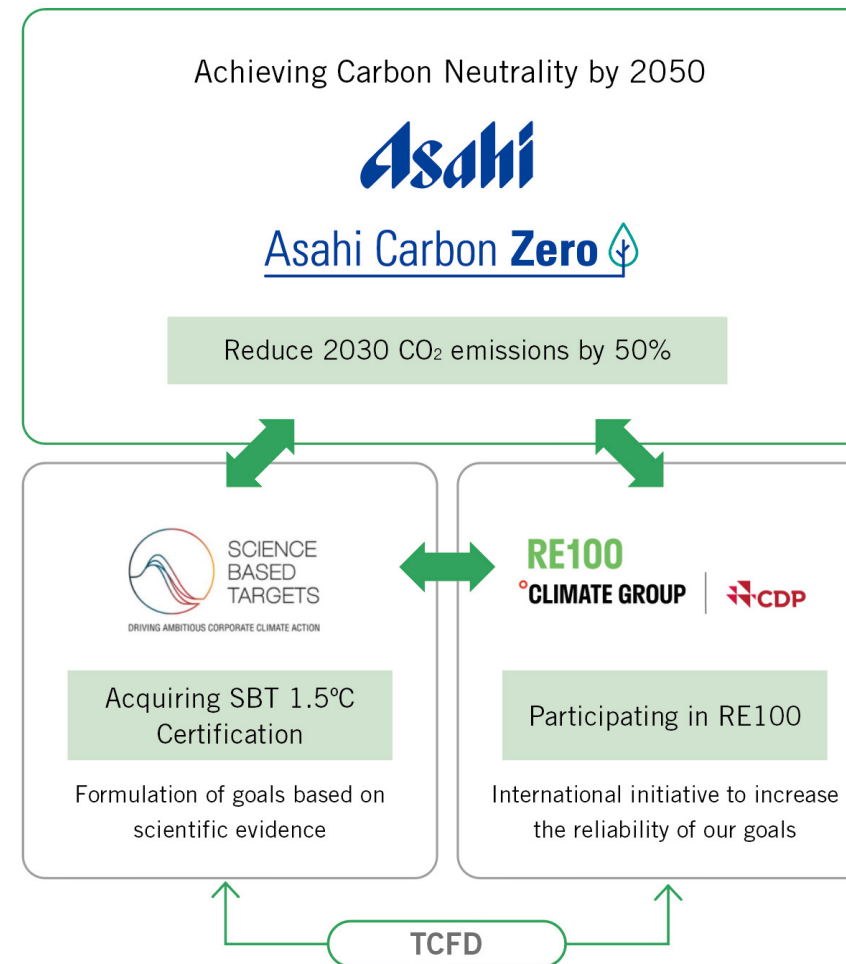 Achieving Carbon Neutrality by 2050
Asahi
Asahi Carbon Zero
Reduce 2030 CO₂ emissions by 50%
SCIENCE
BASED
TARGETS
DRIVING AMBITIOUS CORPORATE CLIMATE ACTION
Acquiring SBT 1.5ºC
Certification
Formulation of goals based on
scientific evidence
RE100
°CLIMATE GROUP
CDP
Participating in RE100
International initiative to increase
the reliability of our goals
TCFD